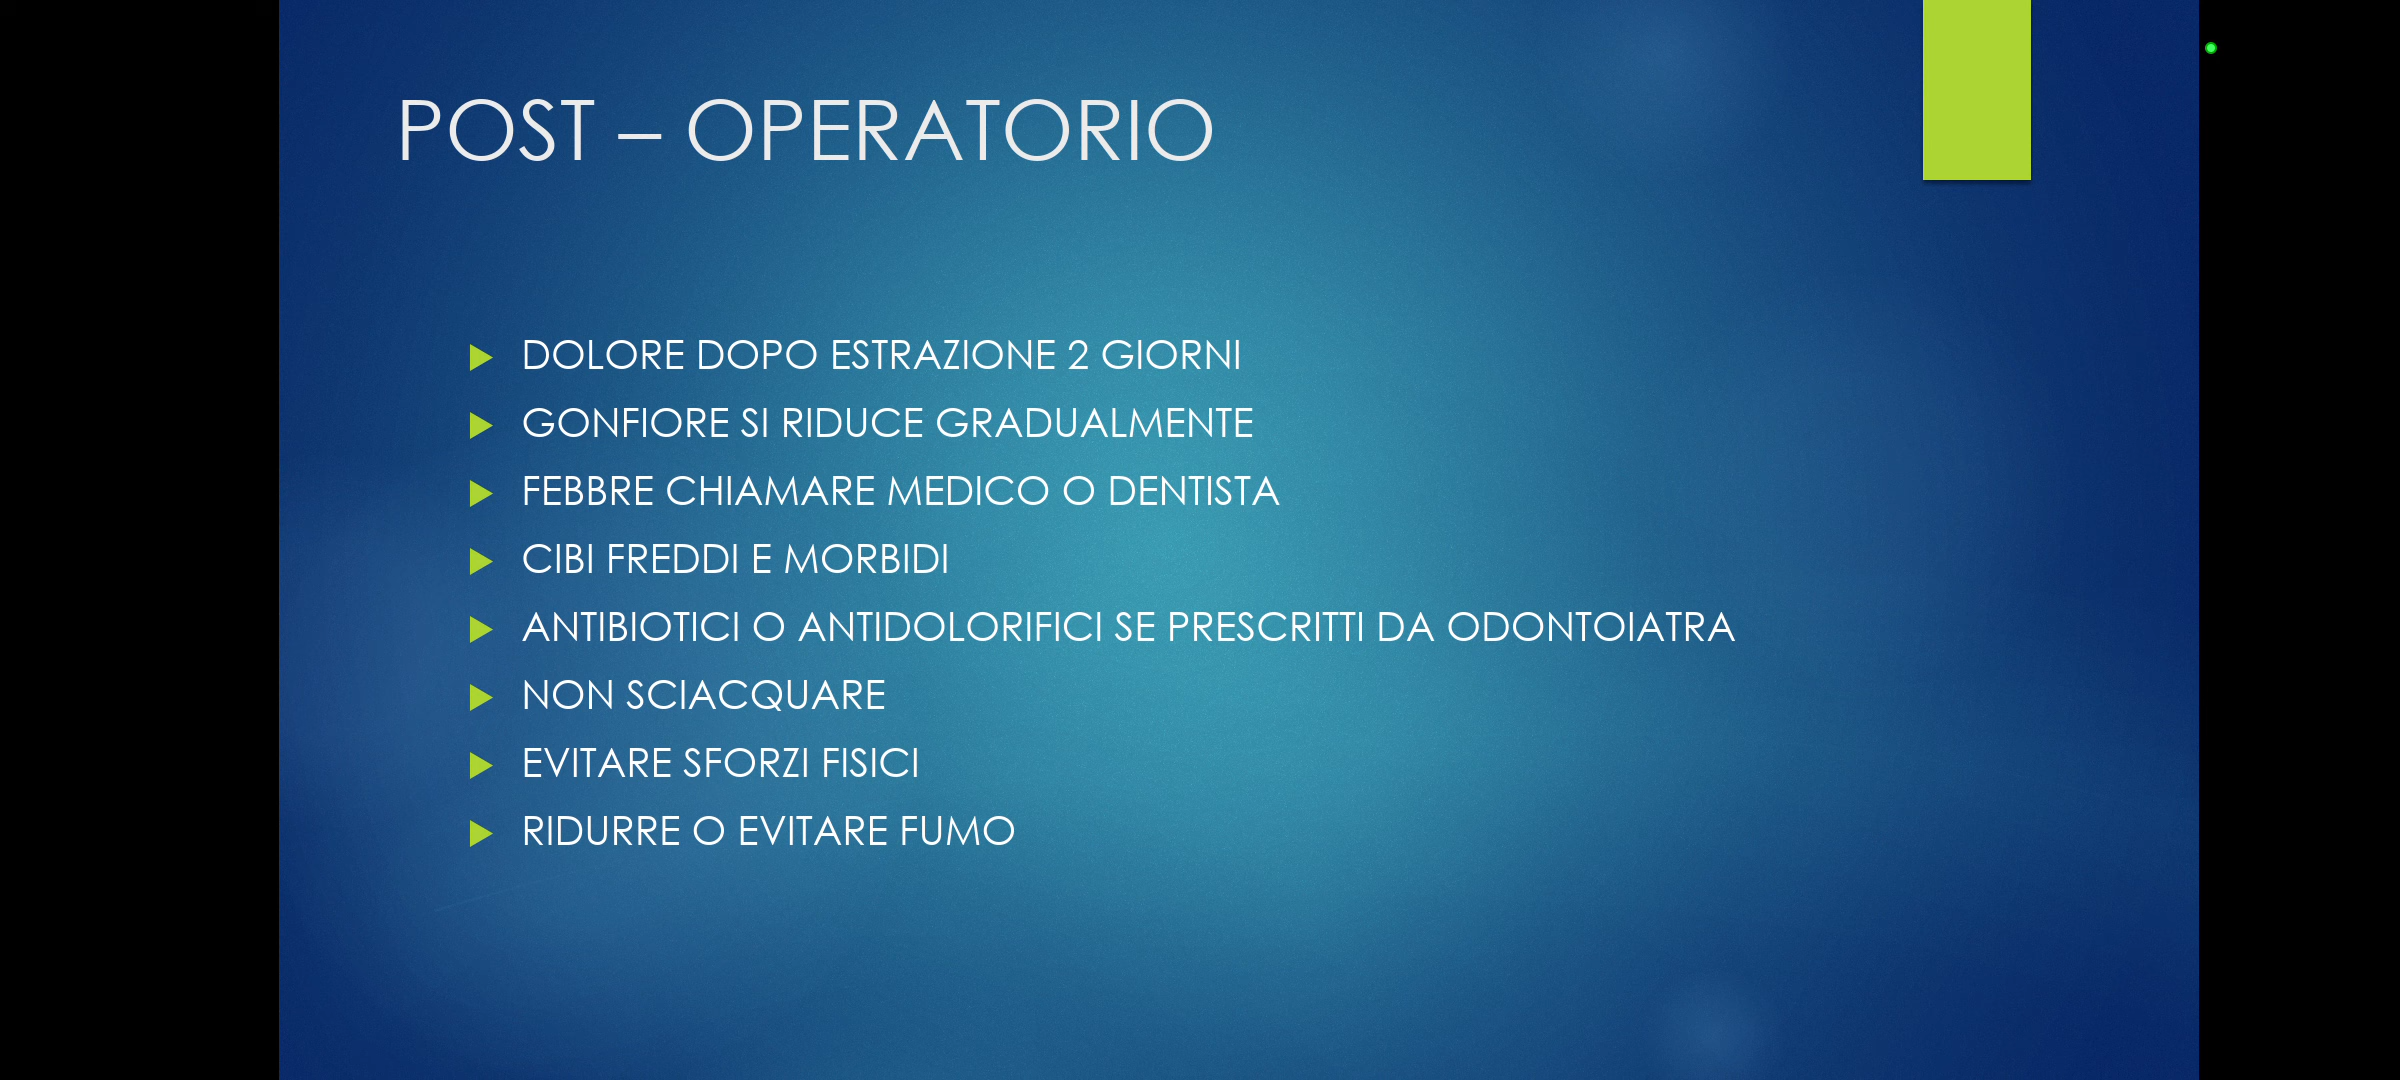 POST – OPERATORIO
DOLORE DOPO ESTRAZIONE 2 GIORNI
GONFIORE SI RIDUCE GRADUALMENTE
FEBBRE CHIAMARE MEDICO O DENTISTA
CIBI FREDDI E MORBIDI
ANTIBIOTICI O ANTIDOLORIFICI SE PRESCRITTI DA ODONTOIATRA
NON SCIACQUARE
EVITARE SFORZI FISICI
RIDURRE O EVITARE FUMO